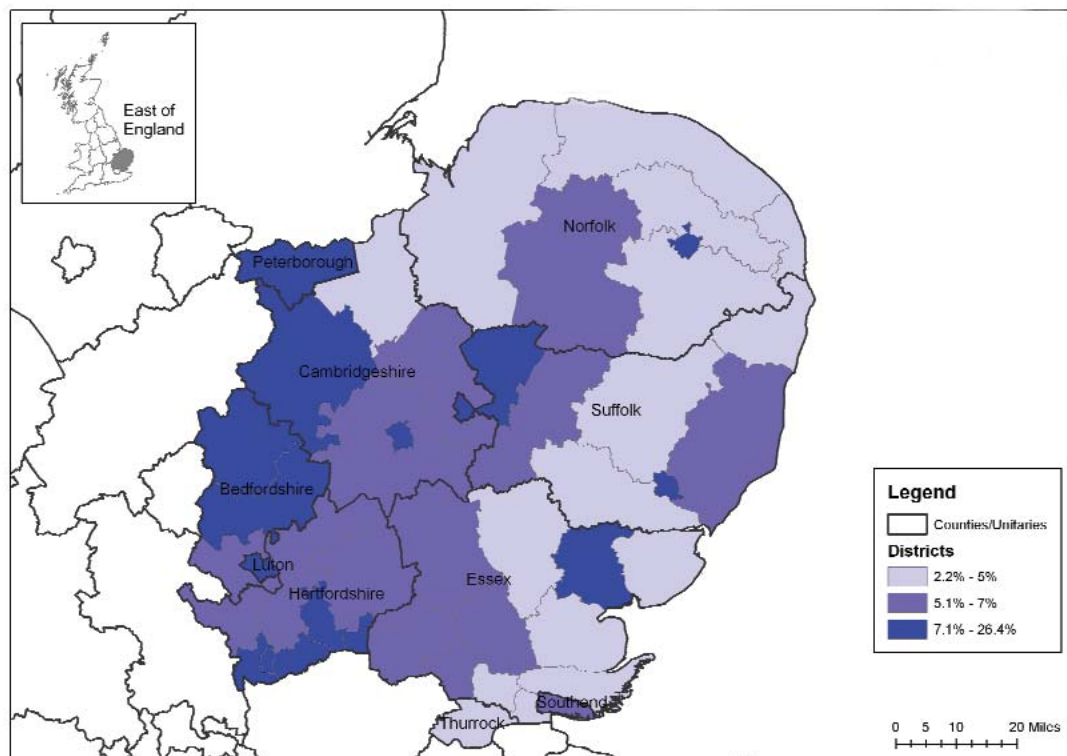 East of
England
Norfolk
Peterborough
Cambridgeshire
Suffolk
Bedfordshire
Luton
Essex
Hertfordshire
Southend
Thurrock
Legend
Counties/Unitaries
Districts
2.2% - 5%
5.1% - 7%
7.1% - 26.4%
0 5 10 20 Miles